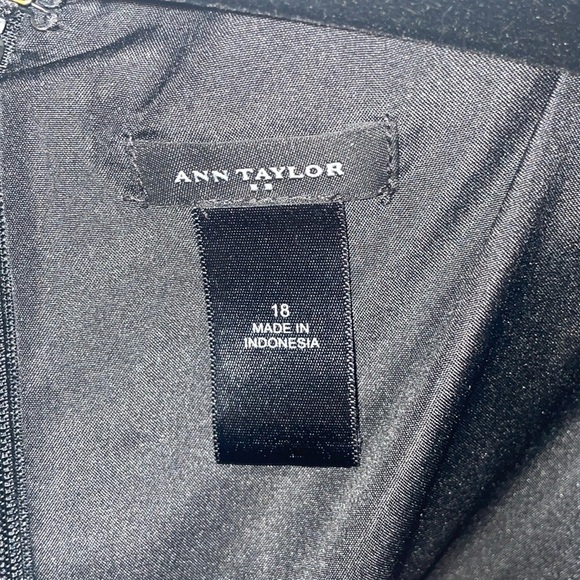 ANN TAYLOR
18
MADE IN
INDONESIA